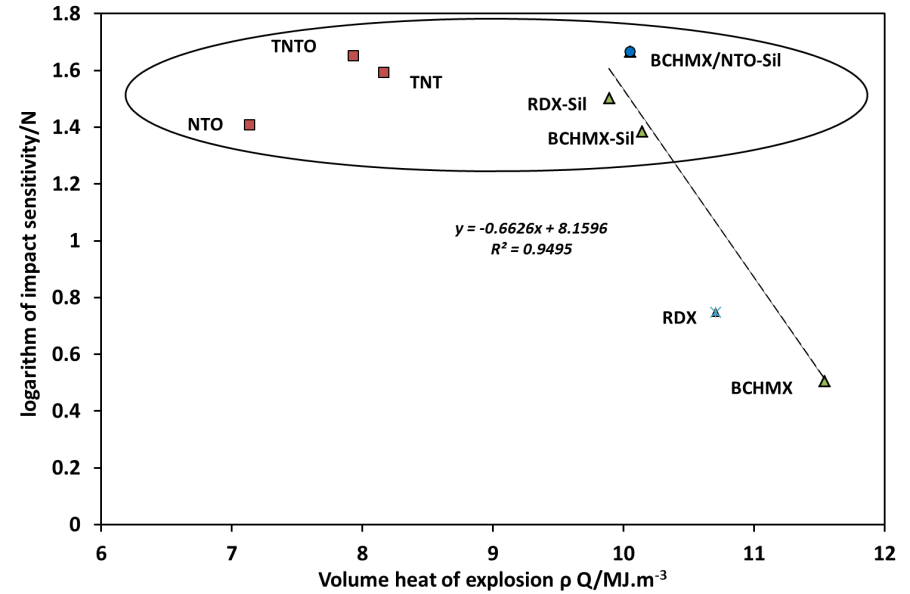 1.8
1.6
1.4
1.2
1
0.8
0.6
0.4
0.2
0
logarithm of impact sensitivity/N
TNTO
TNT
NTO
BCHMX/NTO-Sil
RDX-Sil
BCHMX-Sil
y = -0.6626x + 8.1596
R² = 0.9495
RDX
BCHMX
6 7 8 9 10 11 12
Volume heat of explosion ρ Q/MJ.m⁻³